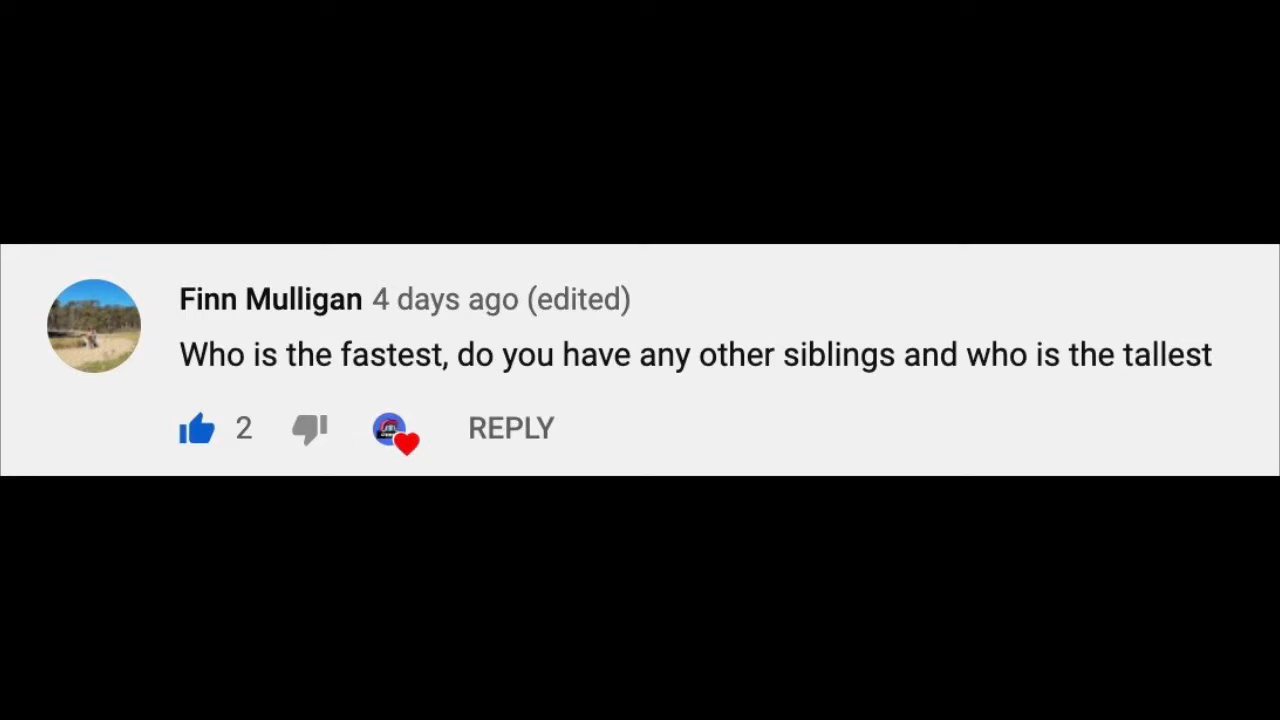 Finn Mulligan 4 days ago (edited)
Who is the fastest, do you have any other siblings and who is the tallest
2 REPLY